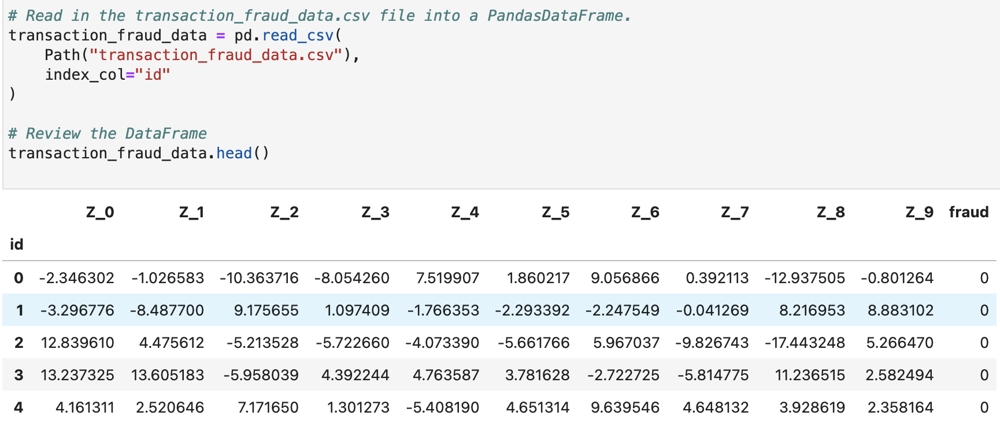 # Read in the transaction_fraud_data.csv file into a PandasDataFrame.
transaction_fraud_data = pd.read_csv(
    Path("transaction_fraud_data.csv"),
    index_col="id"
)
# Review the DataFrame
transaction_fraud_data.head()
Z_0 Z_1 Z_2 Z_3 Z_4 Z_5 Z_6 Z_7 Z_8 Z_9 fraud
id
0 -2.346302 -1.026583 -10.363716 -8.054260 7.519907 1.860217 9.056866 0.392113 -12.937505 -0.801264 0
1 -3.296776 -8.487700 9.175655 1.097409 -1.766353 -2.293392 -2.247549 -0.041269 8.216953 8.883102 0
2 12.839610 4.475612 -5.213528 -5.722660 -4.073390 -5.661766 5.967037 -9.826743 -17.443248 5.266470 0
3 13.237325 13.605183 -5.958039 4.392244 4.763587 3.781628 -2.722725 -5.814775 11.236515 2.582494 0
4 4.161311 2.520646 7.171650 1.301273 -5.408190 4.651314 9.639546 4.648132 3.928619 2.358164 0